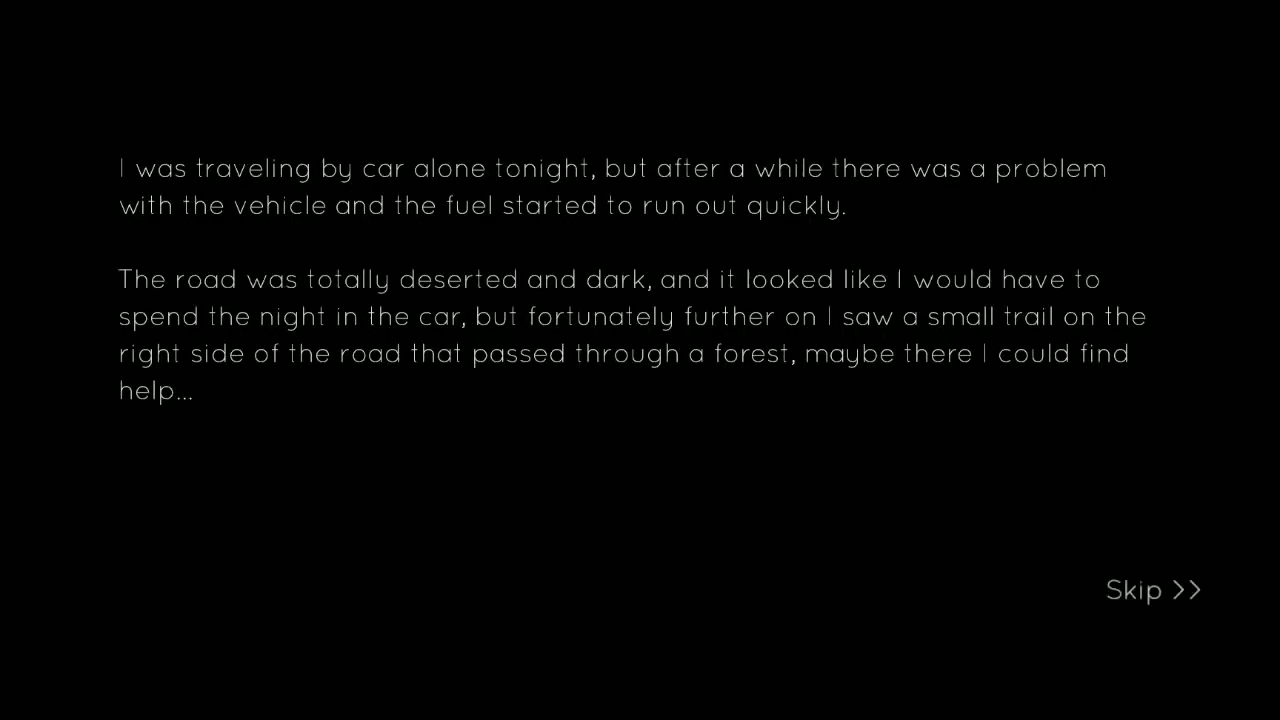 I was traveling by car alone tonight, but after a while there was a problem
with the vehicle and the fuel started to run out quickly.
The road was totally deserted and dark, and it looked like I would have to
spend the night in the car, but fortunately further on I saw a small trail on the
right side of the road that passed through a forest, maybe there I could find
help...
Skip >>